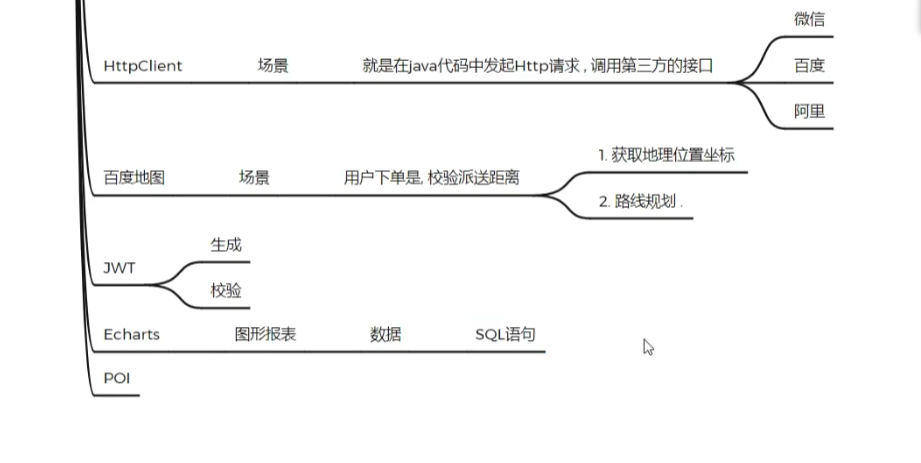 微信
HttpClient 场景 就是在java代码中发起Http请求 , 调用第三方的接口 百度
阿里
1. 获取地理位置坐标
百度地图 场景 用户下单是, 校验派送距离
2. 路线规划 .
生成
JWT
校验
Echarts 图形报表 数据 SQL语句
POI